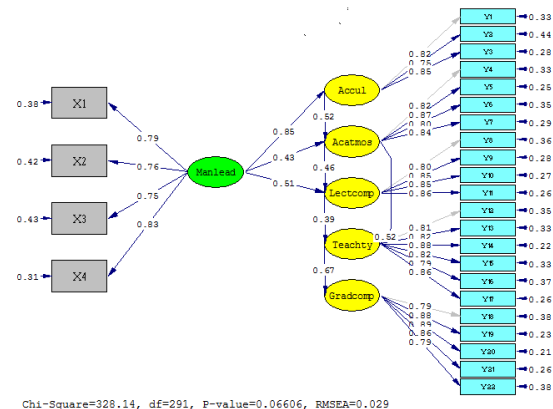 0.38 X1
0.42 X2
0.43 X3
0.31 X4
0.79
0.76
0.75
0.83
Manlead
0.85
0.43
0.51
Accul
0.52
Acatmos
0.46
Lectcomp
0.39
Teachty
0.67
Gradcomp
0.52
0.82
0.75
0.85
0.82
0.87
0.80
0.84
0.80
0.85
0.85
0.86
0.81
0.82
0.88
0.82
0.79
0.86
0.79
0.88
0.89
0.86
0.79
Y1 0.33
Y2 0.44
Y3 0.28
Y4 0.33
Y5 0.25
Y6 0.35
Y7 0.29
Y8 0.36
Y9 0.28
Y10 0.27
Y11 0.26
Y12 0.35
Y13 0.33
Y14 0.22
Y15 0.33
Y16 0.37
Y17 0.26
Y18 0.38
Y19 0.23
Y20 0.21
Y21 0.26
Y22 0.38
Chi-Square=328.14, df=291, P-value=0.06606, RMSEA=0.029